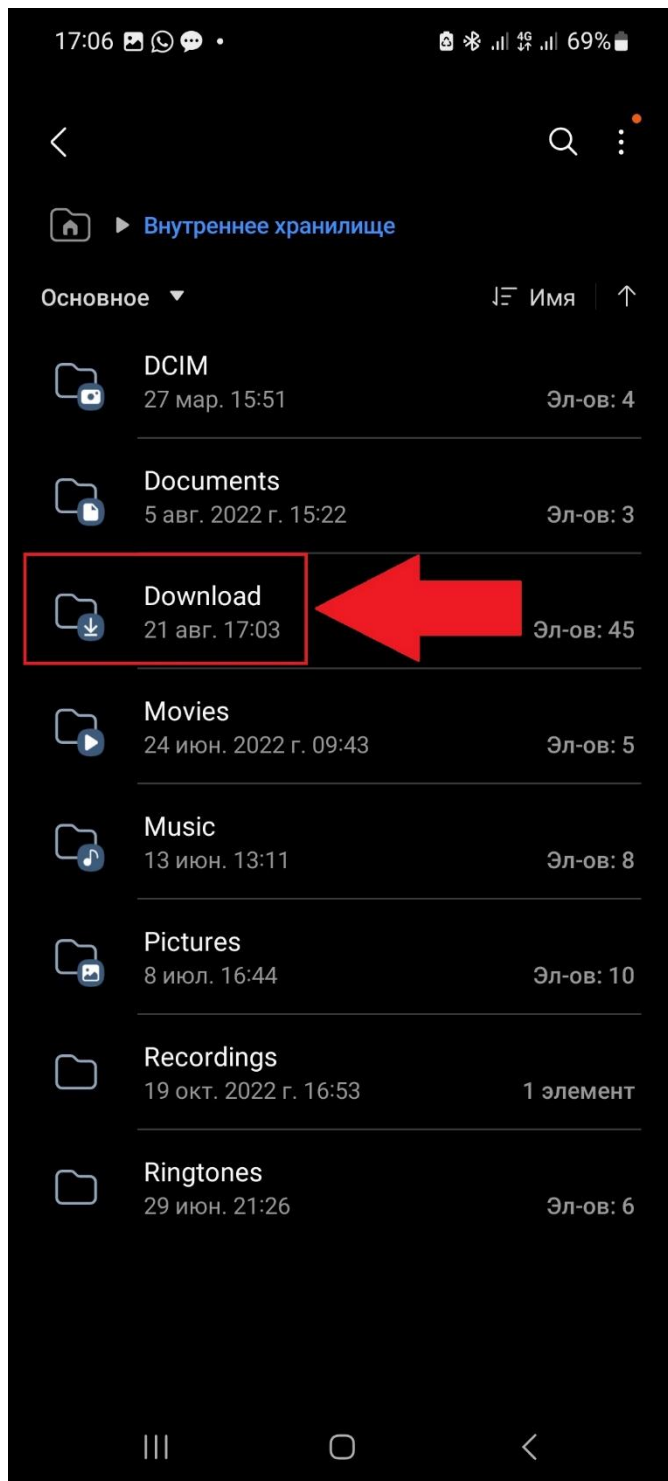 17:06 4G 69%
Внутреннее хранилище
Основное Имя
DCIM
27 мар. 15:51 Эл-ов: 4
Documents
5 авг. 2022 г. 15:22 Эл-ов: 3
Download
21 авг. 17:03 Эл-ов: 45
Movies
24 июн. 2022 г. 09:43 Эл-ов: 5
Music
13 июн. 13:11 Эл-ов: 8
Pictures
8 июл. 16:44 Эл-ов: 10
Recordings
19 окт. 2022 г. 16:53 1 элемент
Ringtones
29 июн. 21:26 Эл-ов: 6